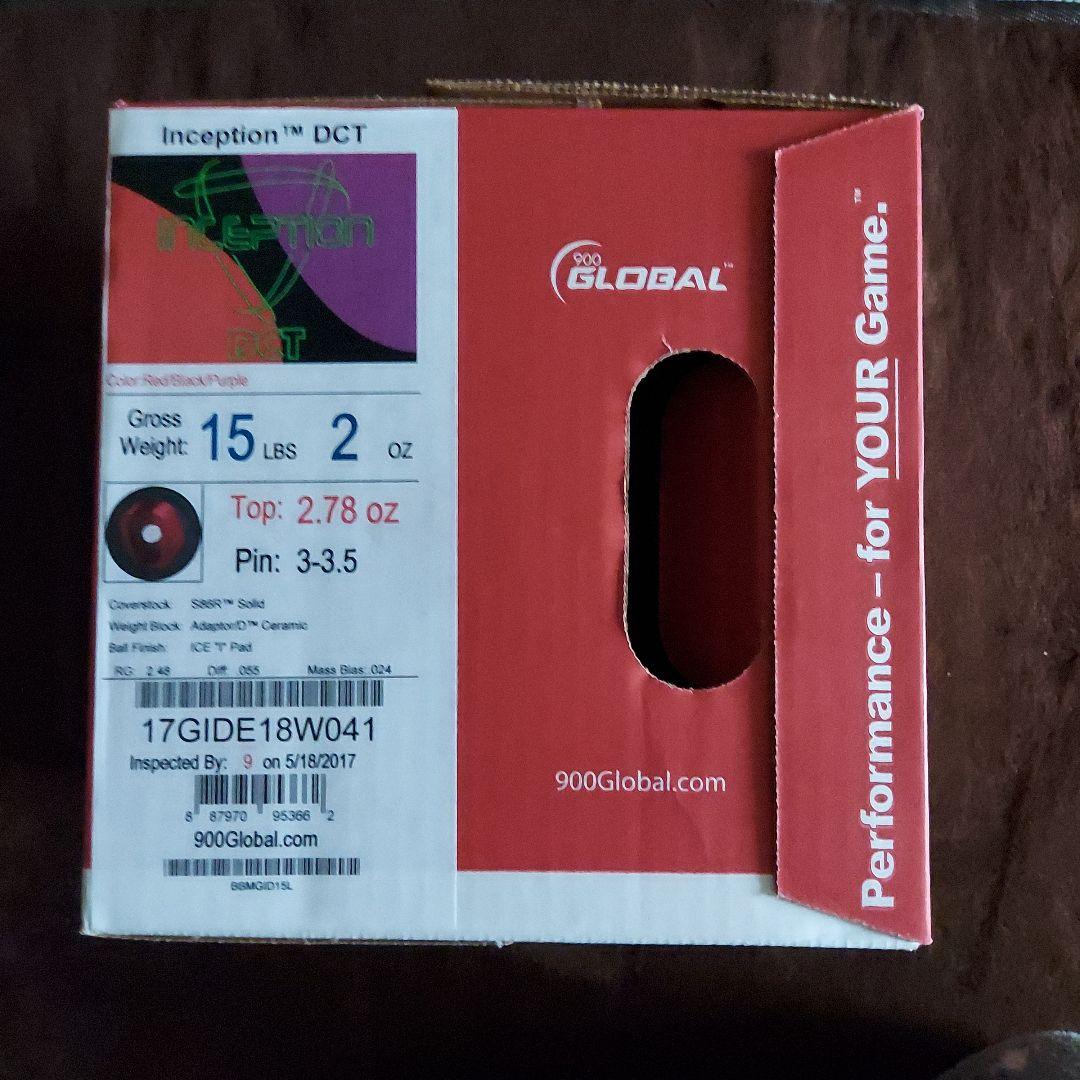 Inception™ DCT
INCEPTION
DCT
Color:Red/Black/Purple
Gross Weight: 15 LBS 2 OZ
Top: 2.78 oz
Pin: 3-3.5
Coverstock: S86R™ Solid
Weight Block: Adaptor/D™ Ceramic
Ball Finish: ICE "I" Pad
RG: 2.48 Diff: .055 Mass Bias: .024
17GIDE18W041
Inspected By: 9 on 5/18/2017
8 87970 95366 2
900Global.com
BBMGID15L
900
GLOBAL™
900Global.com
Performance – for YOUR Game.™